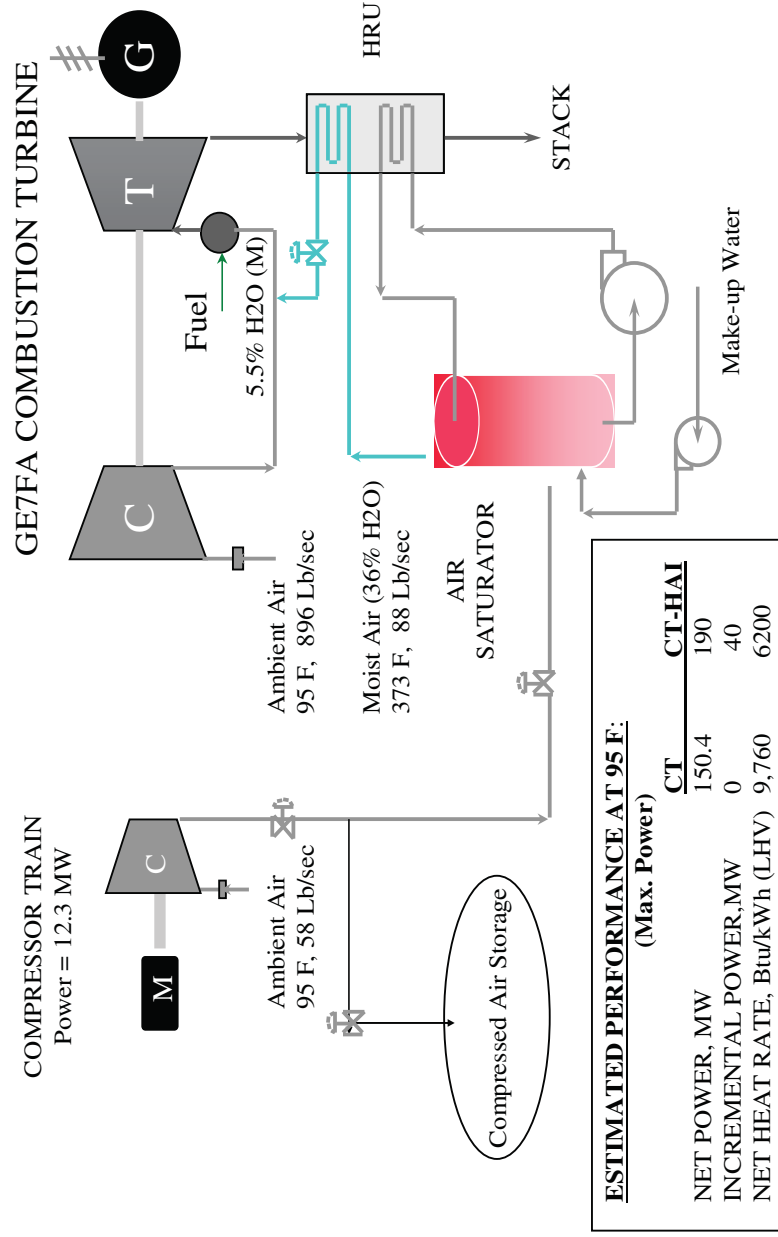 GE7FA COMBUSTION TURBINE
COMPRESSOR TRAIN
Power = 12.3 MW
M
C
C
T
G
Fuel
5.5% H2O (M)
HRU
STACK
Ambient Air
95 F, 896 Lb/sec
Ambient Air
95 F, 58 Lb/sec
Moist Air (36% H2O)
373 F, 88 Lb/sec
AIR
SATURATOR
Compressed Air Storage
Make-up Water
ESTIMATED PERFORMANCE AT 95 F:
(Max. Power)
CT CT-HAI
NET POWER, MW 150.4 190
INCREMENTAL POWER,MW 0 40
NET HEAT RATE, Btu/kWh (LHV) 9,760 6200